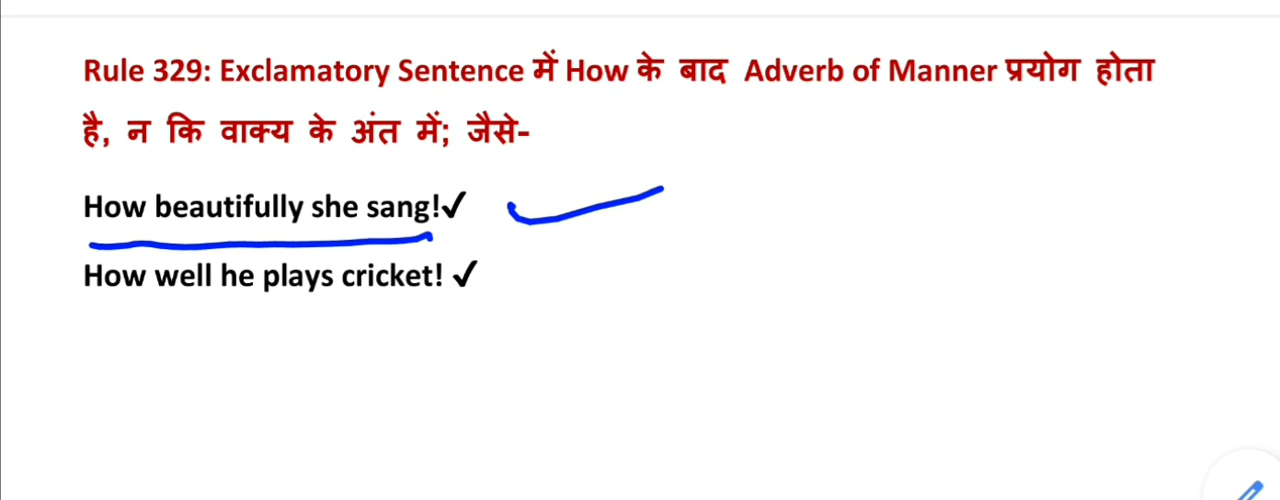 Rule 329: Exclamatory Sentence में How के बाद Adverb of Manner प्रयोग होता
है, न कि वाक्य के अंत में; जैसे-
How beautifully she sang!✓
How well he plays cricket! ✓